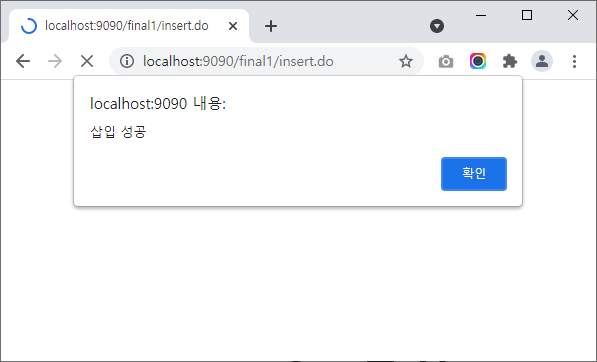 localhost:9090/final1/insert.do
localhost:9090/final1/insert.do
localhost:9090 내용:
삽입 성공
확인